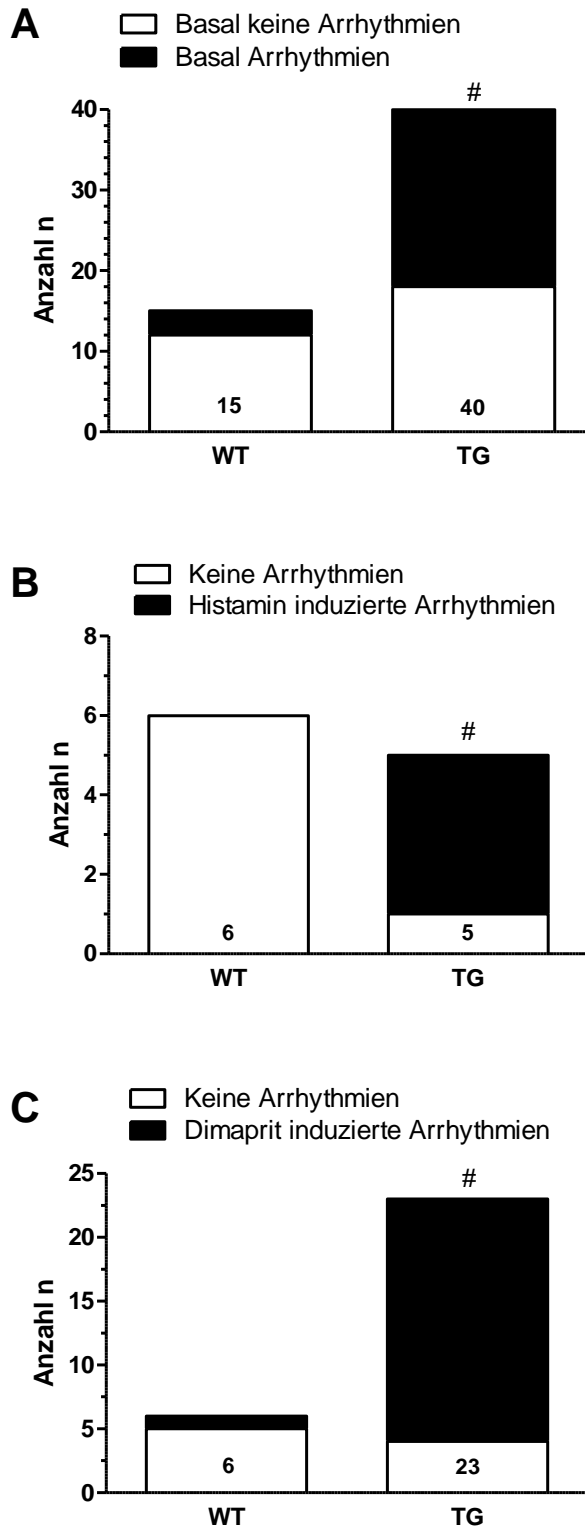 A
Basal keine Arrhythmien
Basal Arrhythmien
#
40
30
20
10
0
Anzahl n
15
40
WT
TG
B
Keine Arrhythmien
Histamin induzierte Arrhythmien
#
8
6
4
2
0
Anzahl n
6
5
WT
TG
C
Keine Arrhythmien
Dimaprit induzierte Arrhythmien
#
25
20
15
10
5
0
Anzahl n
6
23
WT
TG